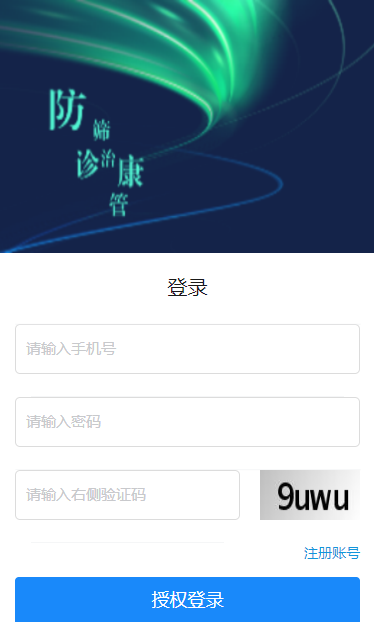 防
筛
诊治康
管
登录
请输入手机号
请输入密码
请输入右侧验证码
9uwu
注册账号
授权登录